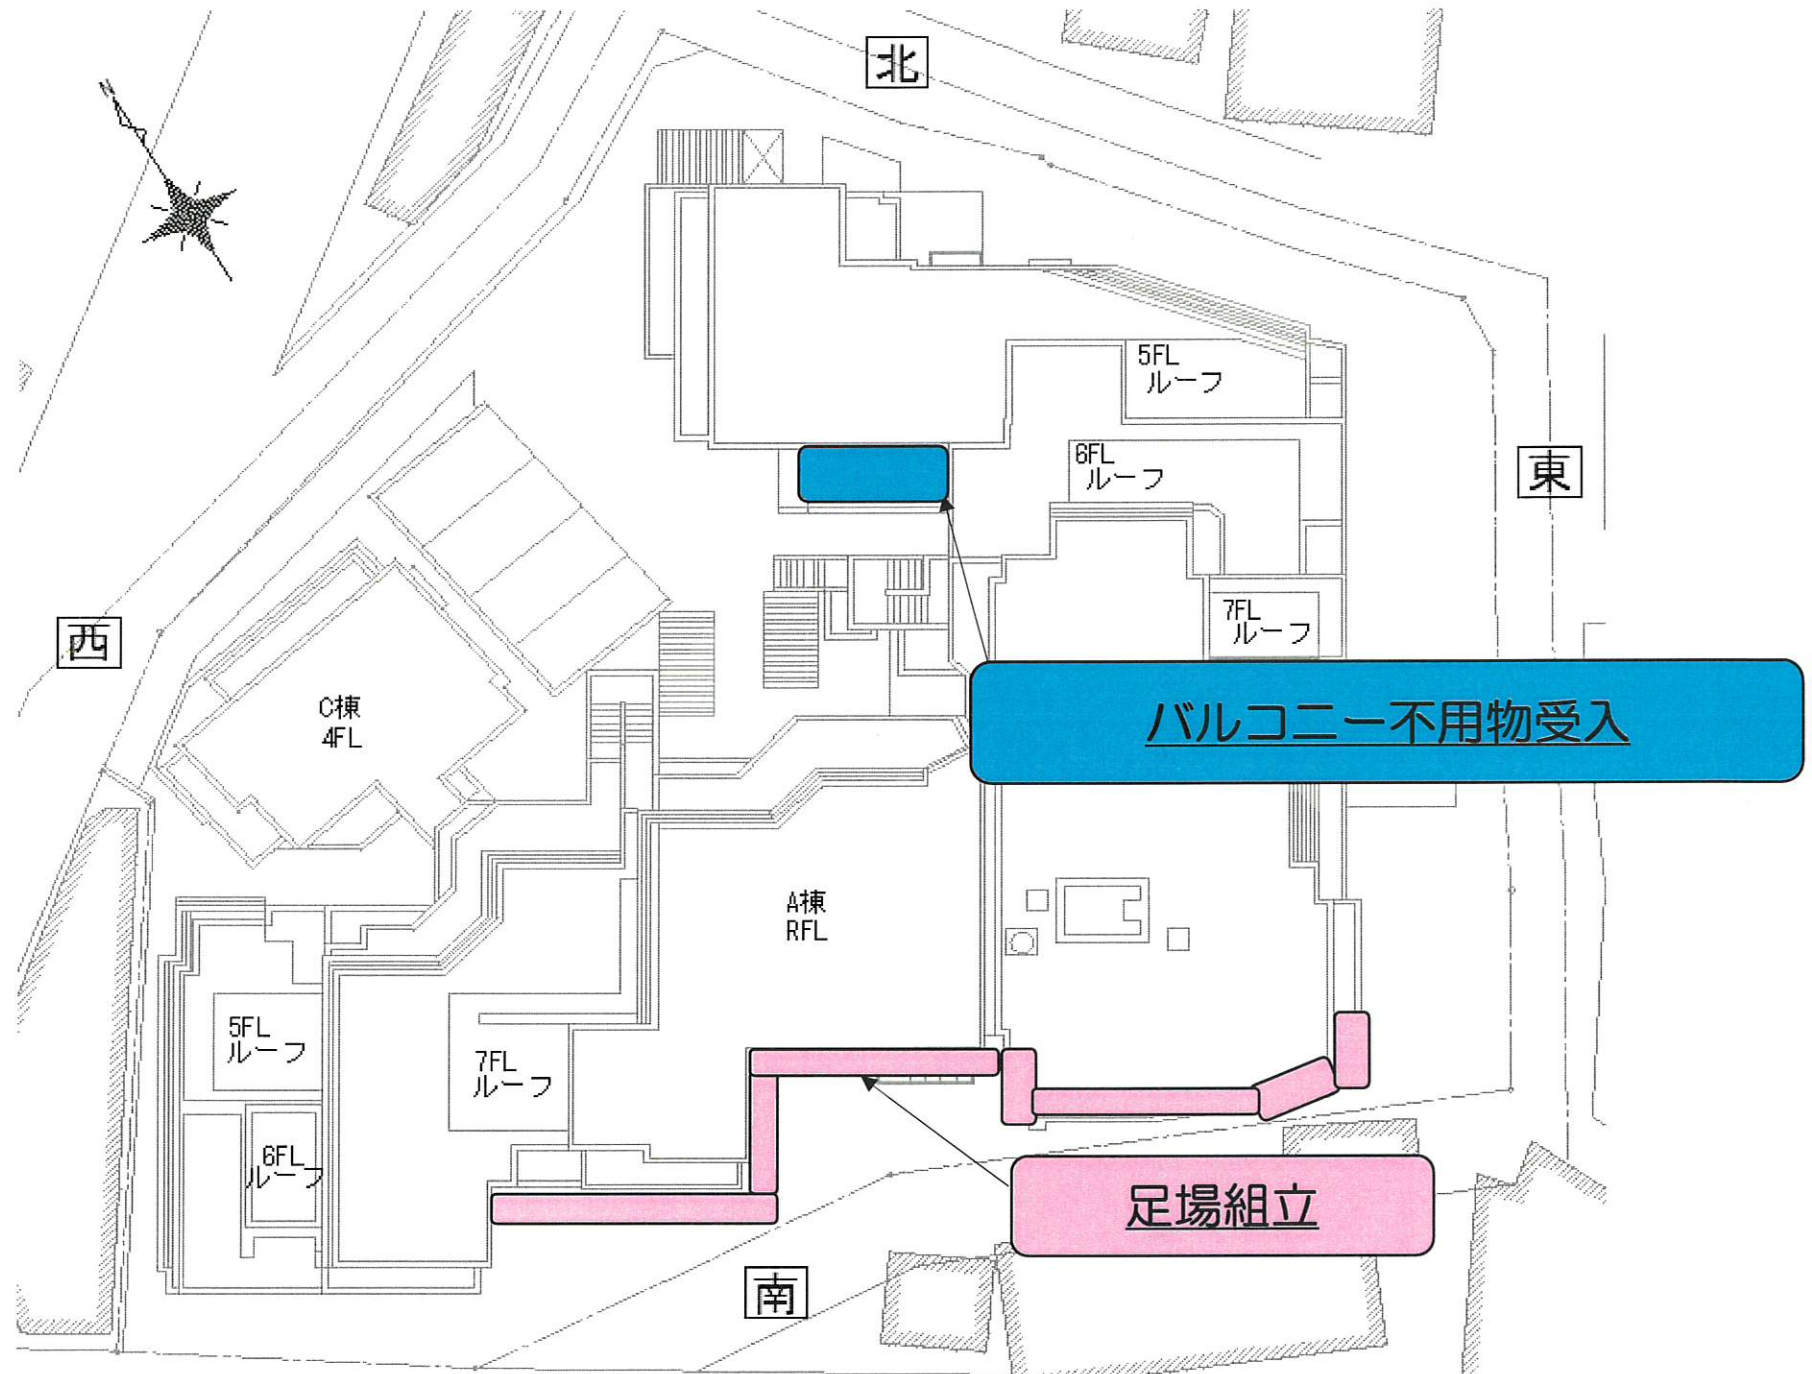 北
N
5FL
ルーフ
6FL
ルーフ
東
7FL
ルーフ
西
C棟
4FL
バルコニー不用物受入
A棟
RFL
5FL
ルーフ
7FL
ルーフ
6FL
ルーフ
足場組立
南